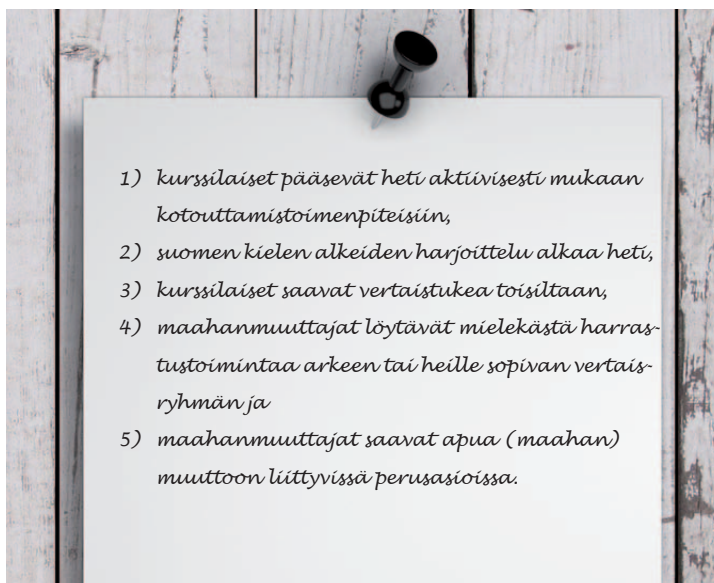 1) kurssilaiset pääsevät heti aktiivisesti mukaan
kotouttamistoimenpiteisiin,
2) suomen kielen alkeiden harjoittelu alkaa heti,
3) kurssilaiset saavat vertaistukea toisiltaan,
4) maahanmuuttajat löytävät mielekästä harras-
tustoimintaa arkeen tai heille sopivan vertais-
ryhmän ja
5) maahanmuuttajat saavat apua (maahan)
muuttoon liittyvissä perusasioissa.